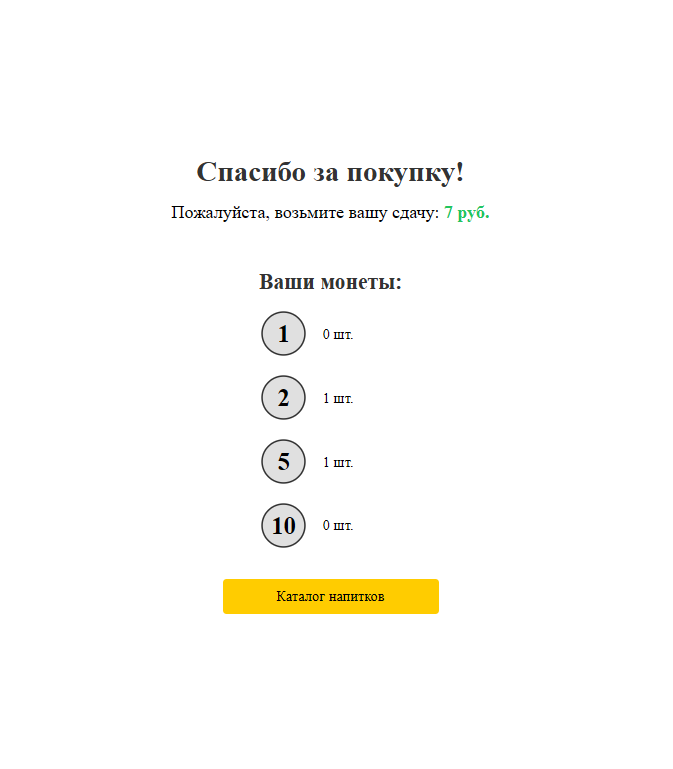 Спасибо за покупку!
Пожалуйста, возьмите вашу сдачу: 7 руб.
Ваши монеты:
1 0 шт.
2 1 шт.
5 1 шт.
10 0 шт.
Каталог напитков